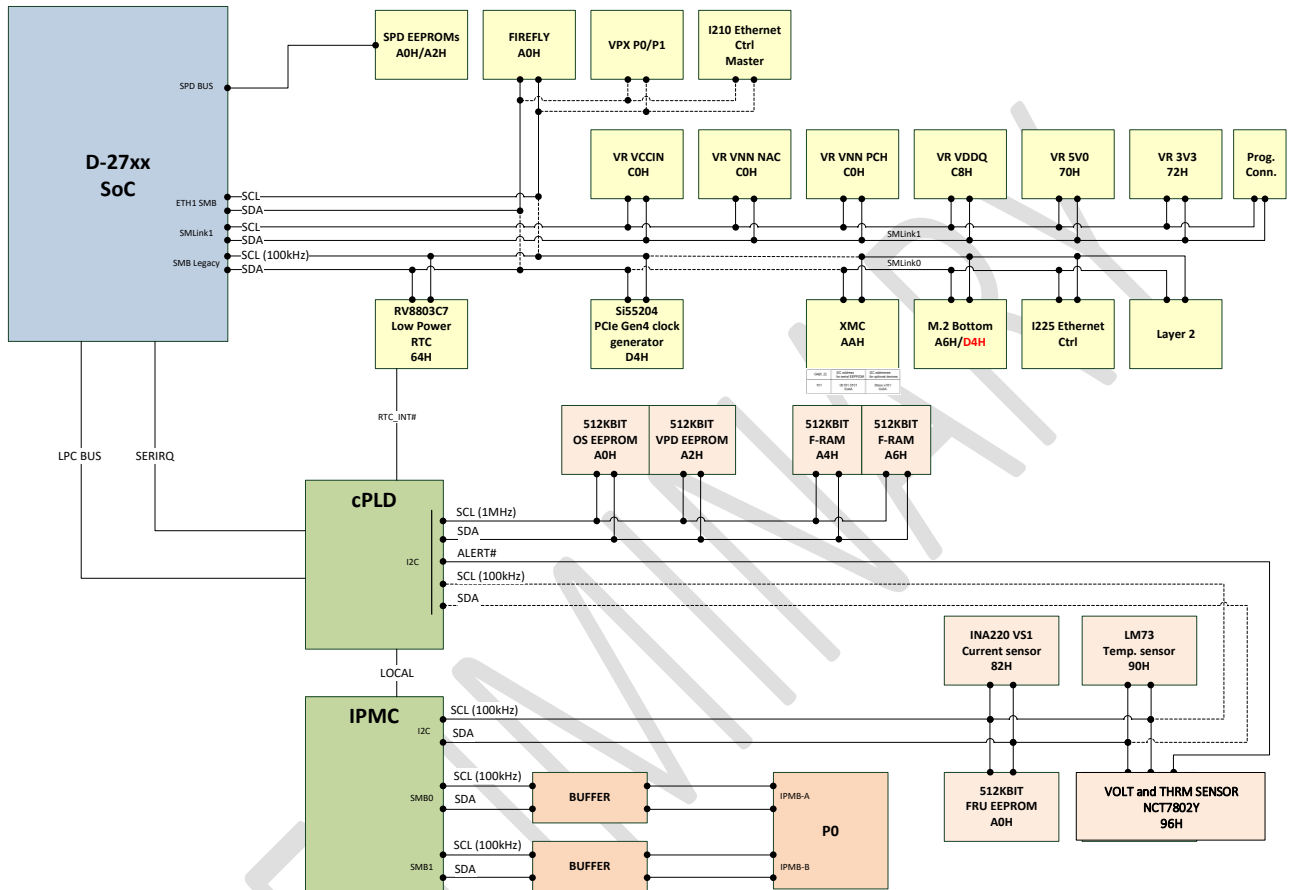 SPD EEPROMs
A0H/A2H
FIREFLY
A0H
VPX P0/P1
I210 Ethernet
Ctrl
Master
SPD BUS
D-27xx
SoC
VR VCCIN
C0H
VR VNN NAC
C0H
VR VNN PCH
C0H
VR VDDQ
C8H
VR 5V0
70H
VR 3V3
72H
Prog.
Conn.
ETH1 SMB
SCL
SDA
SMLink1
SCL
SDA
SMLink1
SMB Legacy
SCL (100kHz)
SDA
SMLink0
RV8803C7
Low Power
RTC
64H
Si55204
PCIe Gen4 clock
generator
D4H
XMC
AAH
M.2 Bottom
A6H/D4H
I225 Ethernet
Ctrl
Layer 2
RTC_INT#
LPC BUS
SERIRQ
512KBIT
OS EEPROM
A0H
512KBIT
VPD EEPROM
A2H
512KBIT
F-RAM
A4H
512KBIT
F-RAM
A6H
cPLD
I2C
SCL (1MHz)
SDA
ALERT#
SCL (100kHz)
SDA
LOCAL
INA220 VS1
Current sensor
82H
LM73
Temp. sensor
90H
IPMC
I2C
SCL (100kHz)
SDA
SMB0
SCL (100kHz)
SDA
BUFFER
IPMB-A
P0
512KBIT
FRU EEPROM
A0H
VOLT and THRM SENSOR
NCT7802Y
96H
SMB1
SCL (100kHz)
SDA
BUFFER
IPMB-B